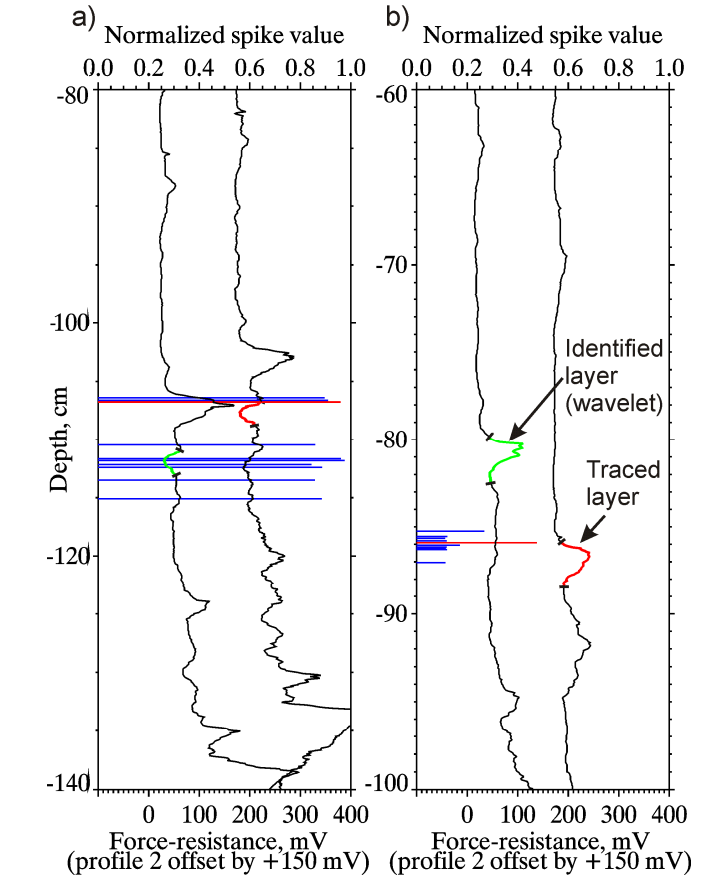 a)
Normalized spike value
0.0 0.2 0.4 0.6 0.8 1.0
-80
-100
-120
-140
Depth, cm
0 100 200 300 400
Force-resistance, mV
(profile 2 offset by +150 mV)
b)
Normalized spike value
0.0 0.2 0.4 0.6 0.8 1.0
-60
-70
-80
-90
-100
Identified
layer
(wavelet)
Traced
layer
0 100 200 300 400
Force-resistance, mV
(profile 2 offset by +150 mV)